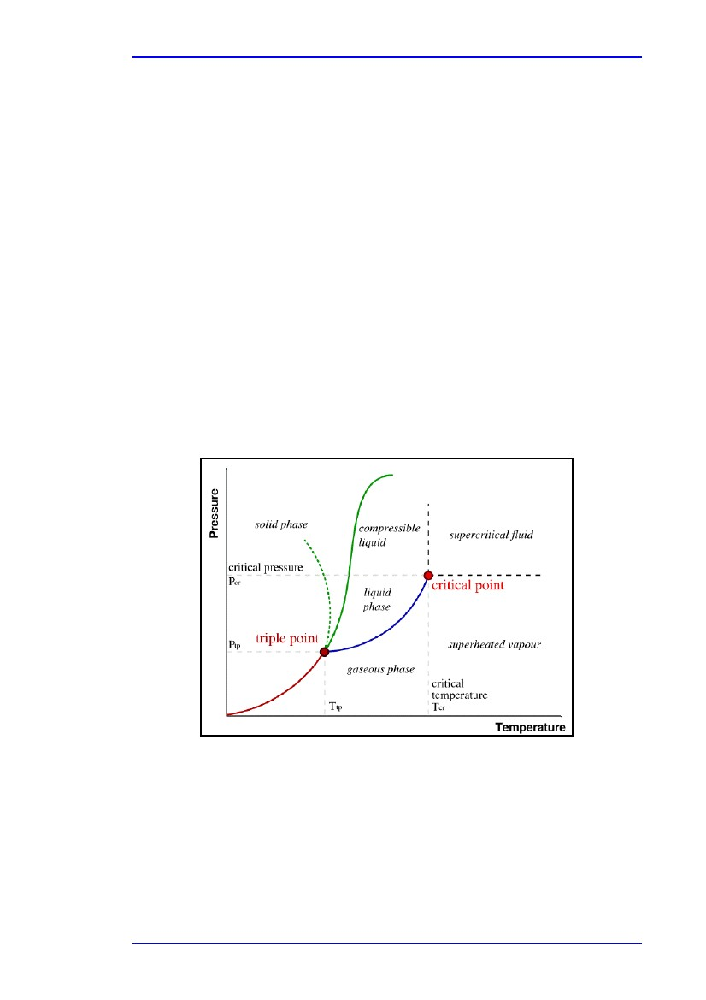 Pressure
solid phase
compressible
liquid
supercritical fluid
critical pressure
Pcr
critical point
liquid
phase
triple point
Ptp
superheated vapour
gaseous phase
critical
temperature
Tcr
Ttp
Temperature